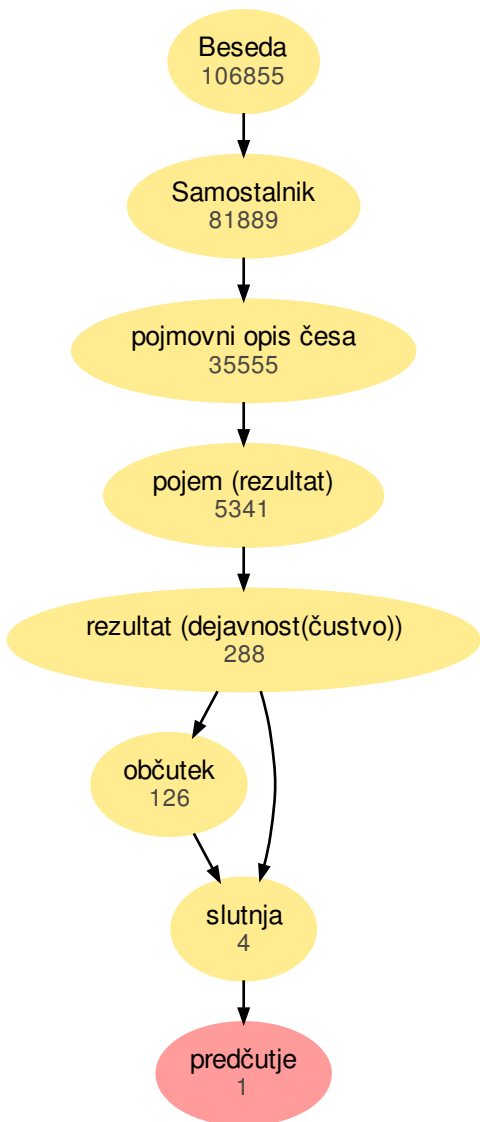 Beseda
106855
Samostalnik
81889
pojmovni opis česa
35555
pojem (rezultat)
5341
rezultat (dejavnost(čustvo))
288
občutek
126
slutnja
4
predčutje
1